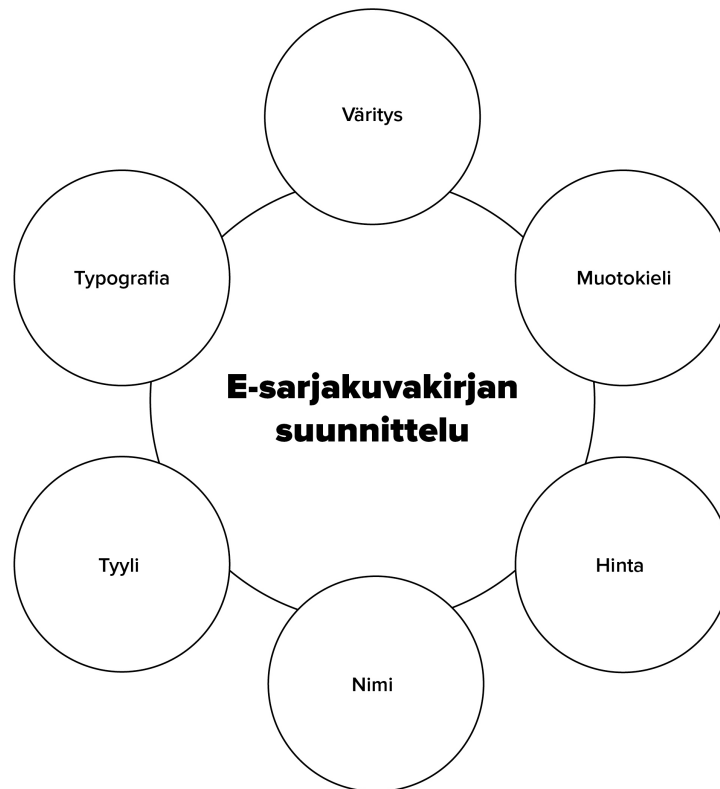 Väritys
Typografia
Muotokieli
E-sarjakuvakirjan
suunnittelu
Tyyli
Hinta
Nimi